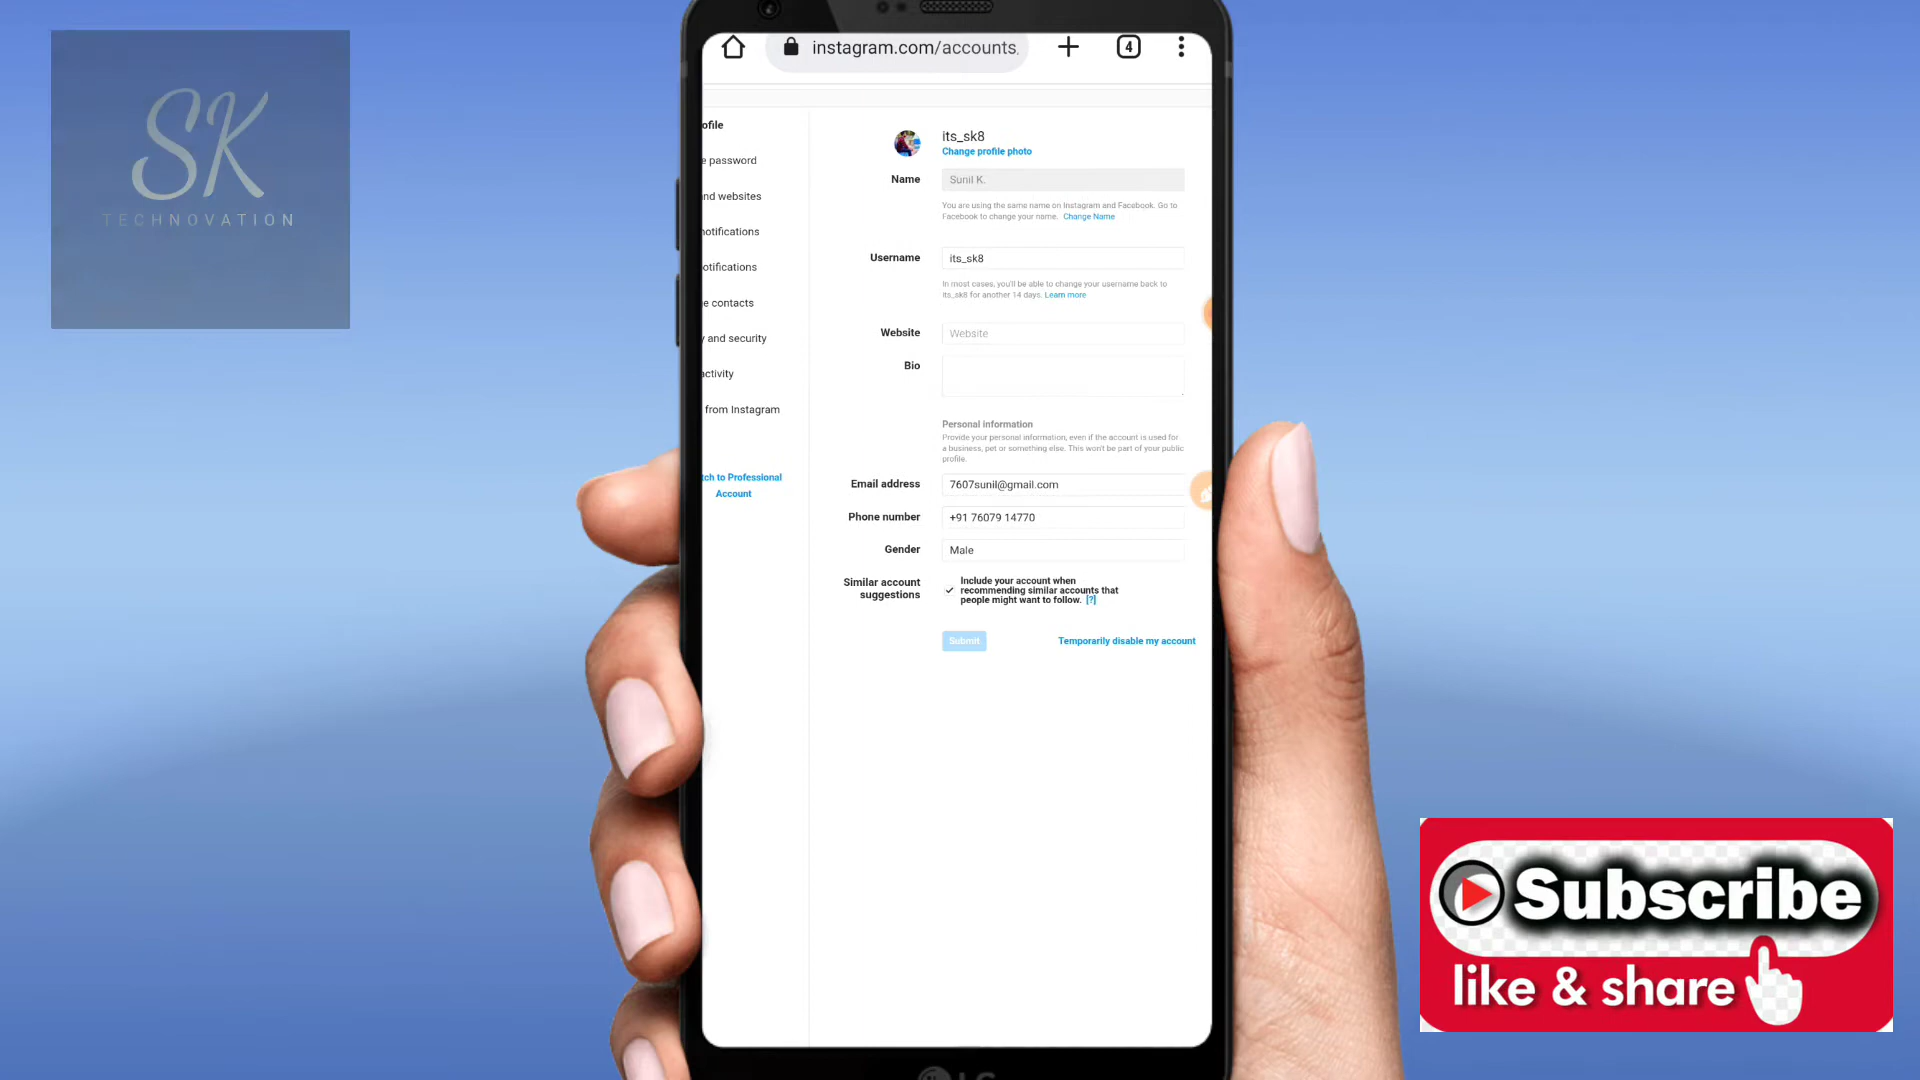 SK
TECHNOVATION
instagram.com/accounts
4
ofile
e password
nd websites
notifications
otifications
e contacts
y and security
activity
from Instagram
tch to Professional
Account
its_sk8
Change profile photo
Name
Sunil K.
You are using the same name on Instagram and Facebook. Go to
Facebook to change your name. Change Name
Username
its_sk8
In most cases, you'll be able to change your username back to
its_sk8 for another 14 days. Learn more
Website
Website
Bio
Personal information
Provide your personal information, even if the account is used for
a business, pet or something else. This won't be part of your public
profile.
Email address
7607sunil@gmail.com
Phone number
+91 76079 14770
Gender
Male
Similar account
suggestions
Include your account when
recommending similar accounts that
people might want to follow. [?]
Submit
Temporarily disable my account
Subscribe
like & share